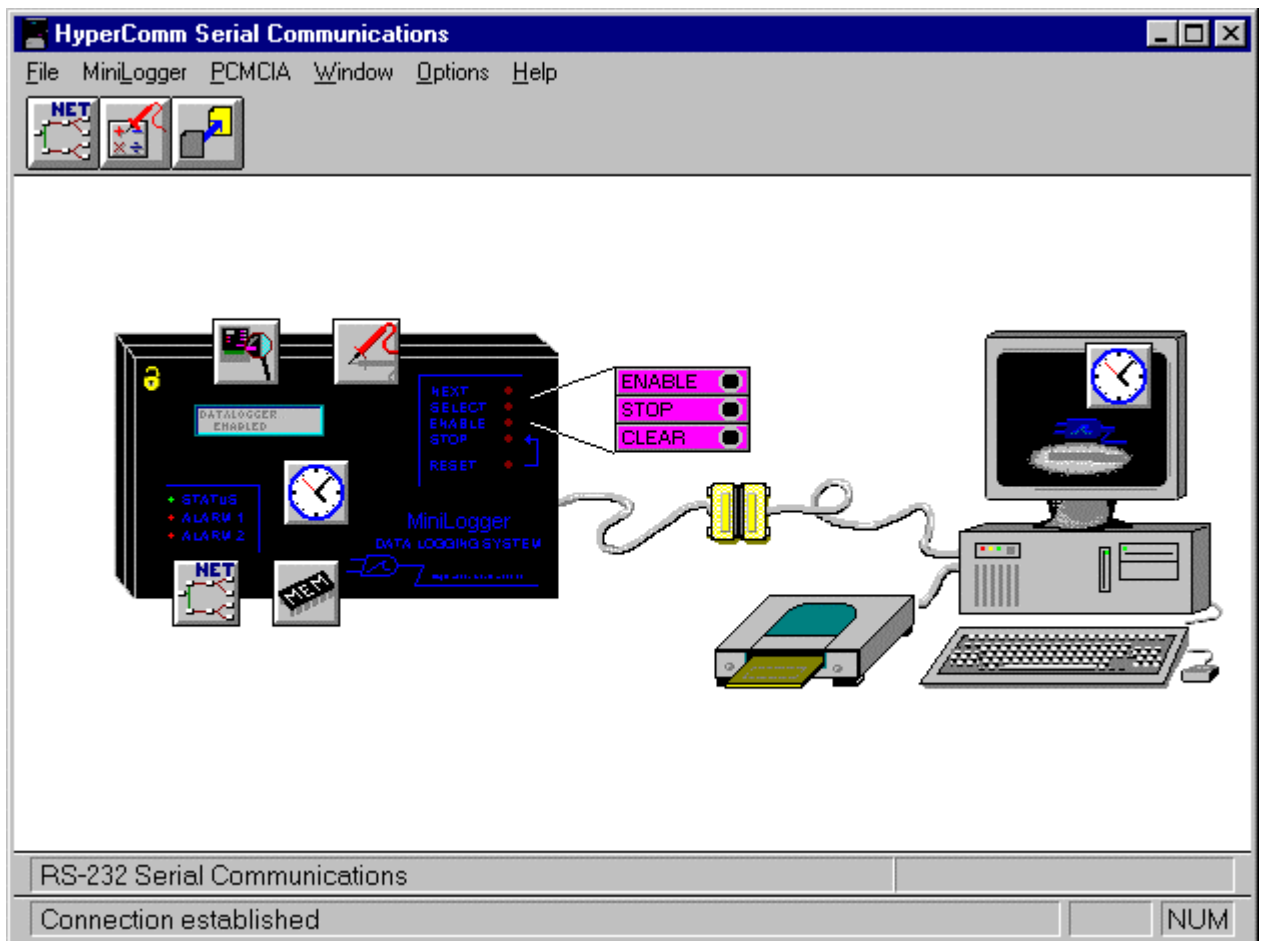 HyperComm Serial Communications
File MiniLogger PCMCIA Window Options Help
NET
DATALOGGER
ENABLED
NEXT
SELECT
ENABLE
STOP
RESET
ENABLE
STOP
CLEAR
STATUS
ALARM 1
ALARM 2
MiniLogger
DATA LOGGING SYSTEM
NET
MEM
RS-232 Serial Communications
Connection established
NUM